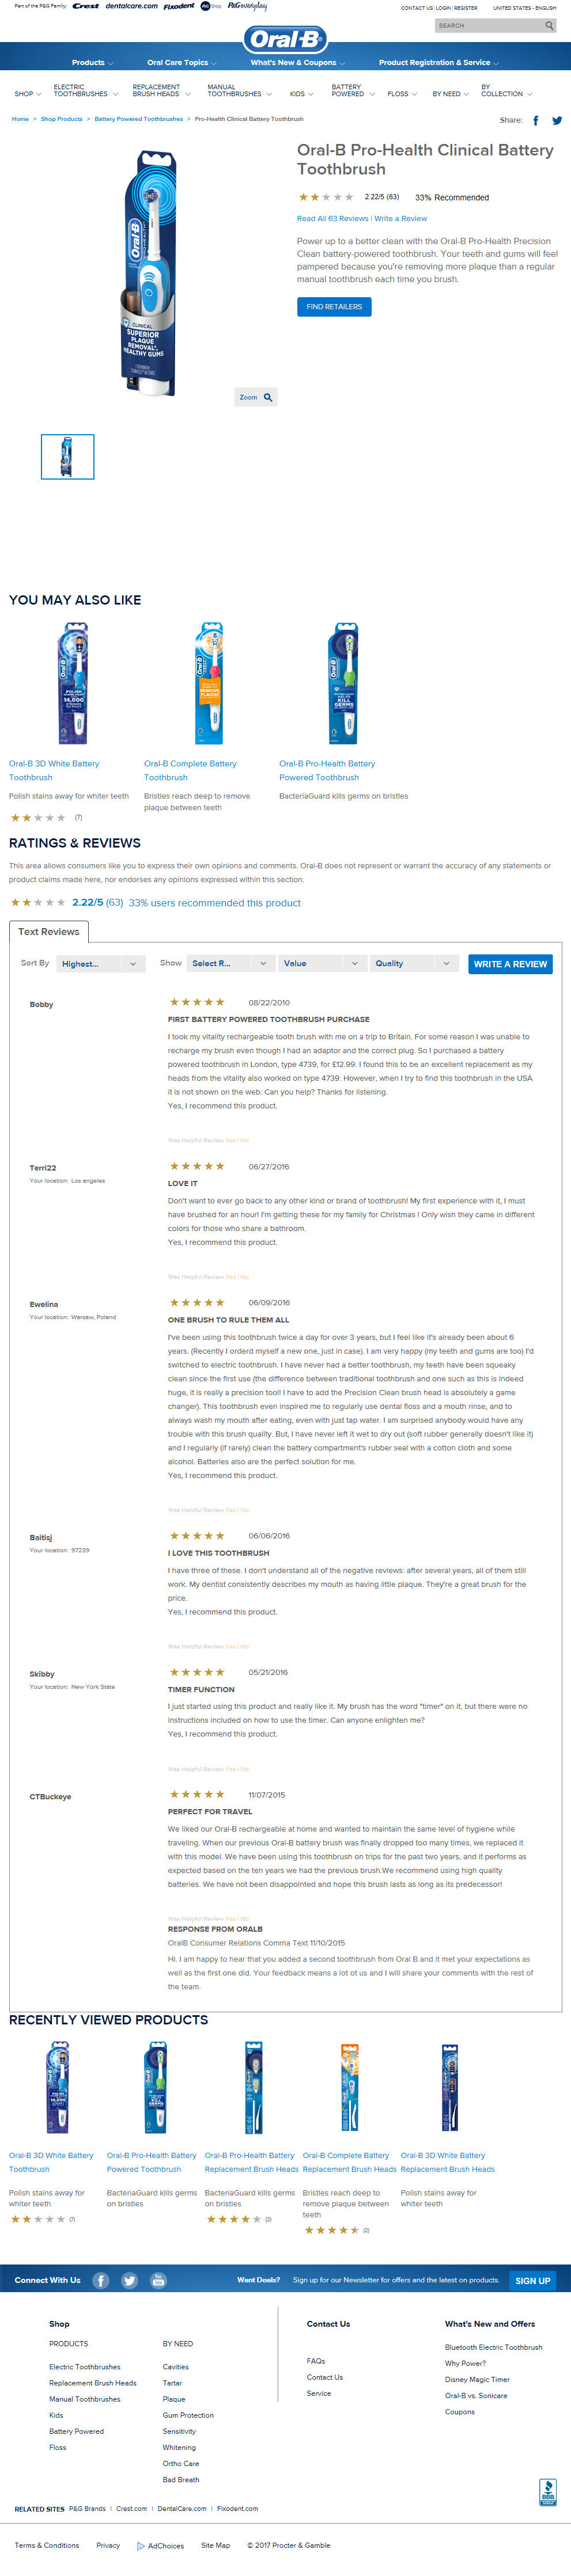 Part of the P&G Family: Crest dentalcare.com Fixodent P&G Shop P&G everyday
CONTACT US | LOGIN | REGISTER UNITED STATES - ENGLISH
SEARCH
Oral-B
Products Oral Care Topics What's New & Coupons Product Registration & Service
SHOP ELECTRIC TOOTHBRUSHES REPLACEMENT BRUSH HEADS MANUAL TOOTHBRUSHES KIDS BATTERY POWERED FLOSS BY NEED BY COLLECTION
Home > Shop Products > Battery Powered Toothbrushes > Pro-Health Clinical Battery Toothbrush
Share:
Oral-B Pro-Health Clinical Battery
Toothbrush
2.22/5 (63) 33% Recommended
Read All 63 Reviews | Write a Review
Power up to a better clean with the Oral-B Pro-Health Precision
Clean battery-powered toothbrush. Your teeth and gums will feel
pampered because you're removing more plaque than a regular
manual toothbrush each time you brush.
FIND RETAILERS
Oral-B
PRO-HEALTH
CLINICAL
SUPERIOR
PLAQUE
REMOVAL*,
HEALTHY GUMS
Zoom
YOU MAY ALSO LIKE
Oral-B 3D White Battery
Toothbrush
Polish stains away for whiter teeth
(7)
Oral-B Complete Battery
Toothbrush
Bristles reach deep to remove
plaque between teeth
Oral-B Pro-Health Battery
Powered Toothbrush
BacteriaGuard kills germs on bristles
RATINGS & REVIEWS
This area allows consumers like you to express their own opinions and comments. Oral-B does not represent or warrant the accuracy of any statements or
product claims made here, nor endorses any opinions expressed within this section.
2.22/5 (63) 33% users recommended this product
Text Reviews
Sort By Highest... Show Select R... Value Quality WRITE A REVIEW
Bobby
08/22/2010
FIRST BATTERY POWERED TOOTHBRUSH PURCHASE
I took my vitality rechargeable tooth brush with me on a trip to Britain. For some reason I was unable to
recharge my brush even though I had an adaptor and the correct plug. So I purchased a battery
powered toothbrush in London, type 4739, for £12.99. I found this to be an excellent replacement as my
heads from the vitality also worked on type 4739. However, when I try to find this toothbrush in the USA
it is not shown on the web. Can you help? Thanks for listening.
Yes, I recommend this product.
Was Helpful Review Yes | No
Terri22
Your location: Los angelas
06/27/2016
LOVE IT
Don't want to ever go back to any other kind or brand of toothbrush! My first experience with it, I must
have brushed for an hour! I'm getting these for my family for Christmas ! Only wish they came in different
colors for those who share a bathroom.
Yes, I recommend this product.
Was Helpful Review Yes | No
Ewelina
Your location: Warsaw, Poland
06/09/2016
ONE BRUSH TO RULE THEM ALL
I've been using this toothbrush twice a day for over 3 years, but I feel like it's already been about 6
years. (Recently I orderd myself a new one, just in case). I am very happy (my teeth and gums are too) I'd
switched to electric toothbrush. I have never had a better toothbrush, my teeth have been squeaky
clean since the first use (the difference between traditional toothbrush and one such as this is indeed
huge, it is really a precision tool! I have to add the Precision Clean brush head is absolutely a game
changer). This toothbrush even inspired me to regularly use dental floss and a mouth rinse, and to
always wash my mouth after eating, even with just tap water. I am surprised anybody would have any
trouble with this brush quality. But, I have never left it wet to dry out (soft rubber generally doesn't like it)
and I regularly (if rarely) clean the battery compartment's rubber seal with a cotton cloth and some
alcohol. Batteries also are the perfect solution for me.
Yes, I recommend this product.
Was Helpful Review Yes | No
Baitisj
Your location: 97239
06/06/2016
I LOVE THIS TOOTHBRUSH
I have three of these. I don't understand all of the negative reviews: after several years, all of them still
work. My dentist consistently describes my mouth as having little plaque. They're a great brush for the
price.
Yes, I recommend this product.
Was Helpful Review Yes | No
Skibby
Your location: New York State
05/21/2016
TIMER FUNCTION
I just started using this product and really like it. My brush has the word "timer" on it, but there were no
instructions included on how to use the timer. Can anyone enlighten me?
Yes, I recommend this product.
Was Helpful Review Yes | No
CTBuckeye
11/07/2015
PERFECT FOR TRAVEL
We liked our Oral-B rechargeable at home and wanted to maintain the same level of hygiene while
traveling. When our previous Oral-B battery brush was finally dropped too many times, we replaced it
with this model. We have been using this toothbrush on trips for the past two years, and it performs as
expected based on the ten years we had the previous brush.We recommend using high quality
batteries. We have not been disappointed and hope this brush lasts as long as its predecessor!
Was Helpful Review Yes | No
RESPONSE FROM ORALB
OralB Consumer Relations Comma Text 11/10/2015
Hi. I am happy to hear that you added a second toothbrush from Oral B and it met your expectations as
well as the first one did. Your feedback means a lot of us and I will share your comments with the rest of
the team.
RECENTLY VIEWED PRODUCTS
Oral-B 3D White Battery
Toothbrush
Polish stains away for
whiter teeth
(7)
Oral-B Pro-Health Battery
Powered Toothbrush
BacteriaGuard kills germs
on bristles
Oral-B Pro-Health Battery
Replacement Brush Heads
BacteriaGuard kills germs
on bristles
(2)
Oral-B Complete Battery
Replacement Brush Heads
Bristles reach deep to
remove plaque between
teeth
(2)
Oral-B 3D White Battery
Replacement Brush Heads
Polish stains away for
whiter teeth
Connect With Us Want Deals? Sign up for our Newsletter for offers and the latest on products. SIGN UP
Shop
PRODUCTS
Electric Toothbrushes
Replacement Brush Heads
Manual Toothbrushes
Kids
Battery Powered
Floss
BY NEED
Cavities
Tartar
Plaque
Gum Protection
Sensitivity
Whitening
Ortho Care
Bad Breath
Contact Us
FAQs
Contact Us
Service
What's New and Offers
Bluetooth Electric Toothbrush
Why Power?
Disney Magic Timer
Oral-B vs. Sonicare
Coupons
BBB
RELATED SITES P&G Brands | Crest.com | DentalCare.com | Fixodent.com
Terms & Conditions Privacy AdChoices Site Map © 2017 Procter & Gamble